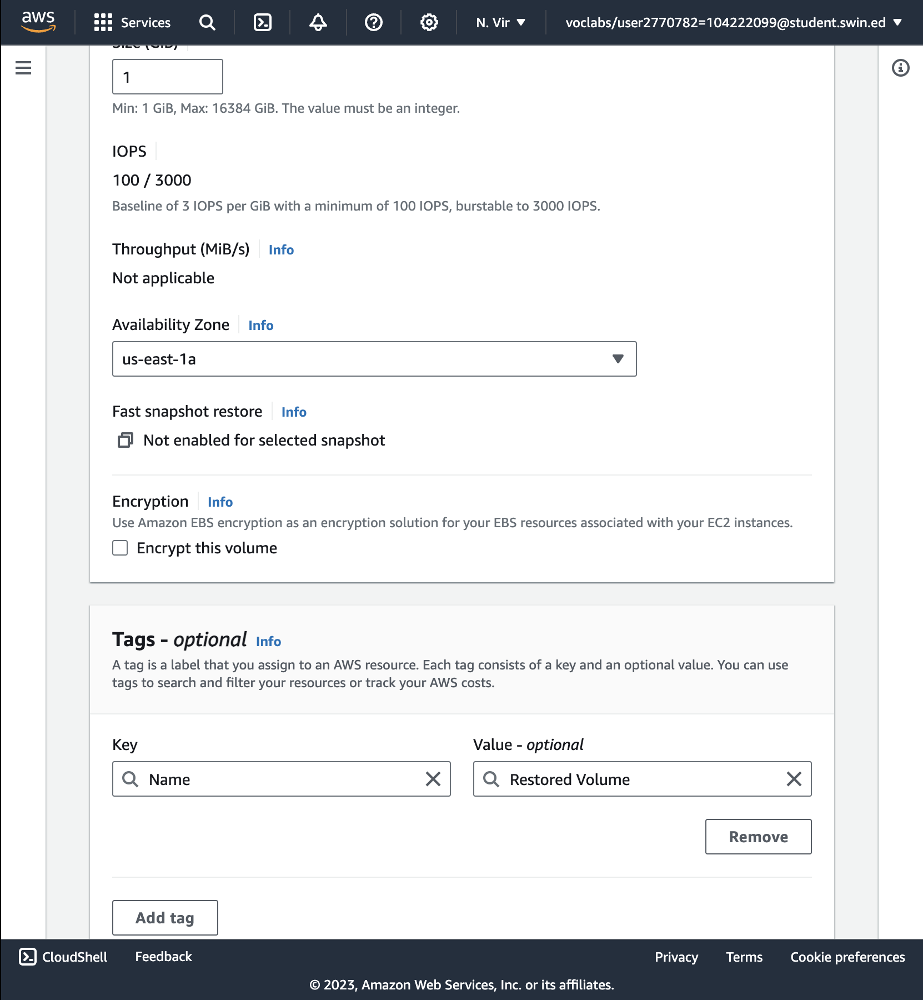 aws
Services
N. Vir
voclabs/user2770782=104222099@student.swin.ed
Size (GiB)
1
Min: 1 GiB, Max: 16384 GiB. The value must be an integer.
IOPS
100 / 3000
Baseline of 3 IOPS per GiB with a minimum of 100 IOPS, burstable to 3000 IOPS.
Throughput (MiB/s) Info
Not applicable
Availability Zone Info
us-east-1a
Fast snapshot restore Info
Not enabled for selected snapshot
Encryption Info
Use Amazon EBS encryption as an encryption solution for your EBS resources associated with your EC2 instances.
Encrypt this volume
Tags - optional Info
A tag is a label that you assign to an AWS resource. Each tag consists of a key and an optional value. You can use
tags to search and filter your resources or track your AWS costs.
Key
Value - optional
Name
Restored Volume
Remove
Add tag
CloudShell Feedback Privacy Terms Cookie preferences
© 2023, Amazon Web Services, Inc. or its affiliates.